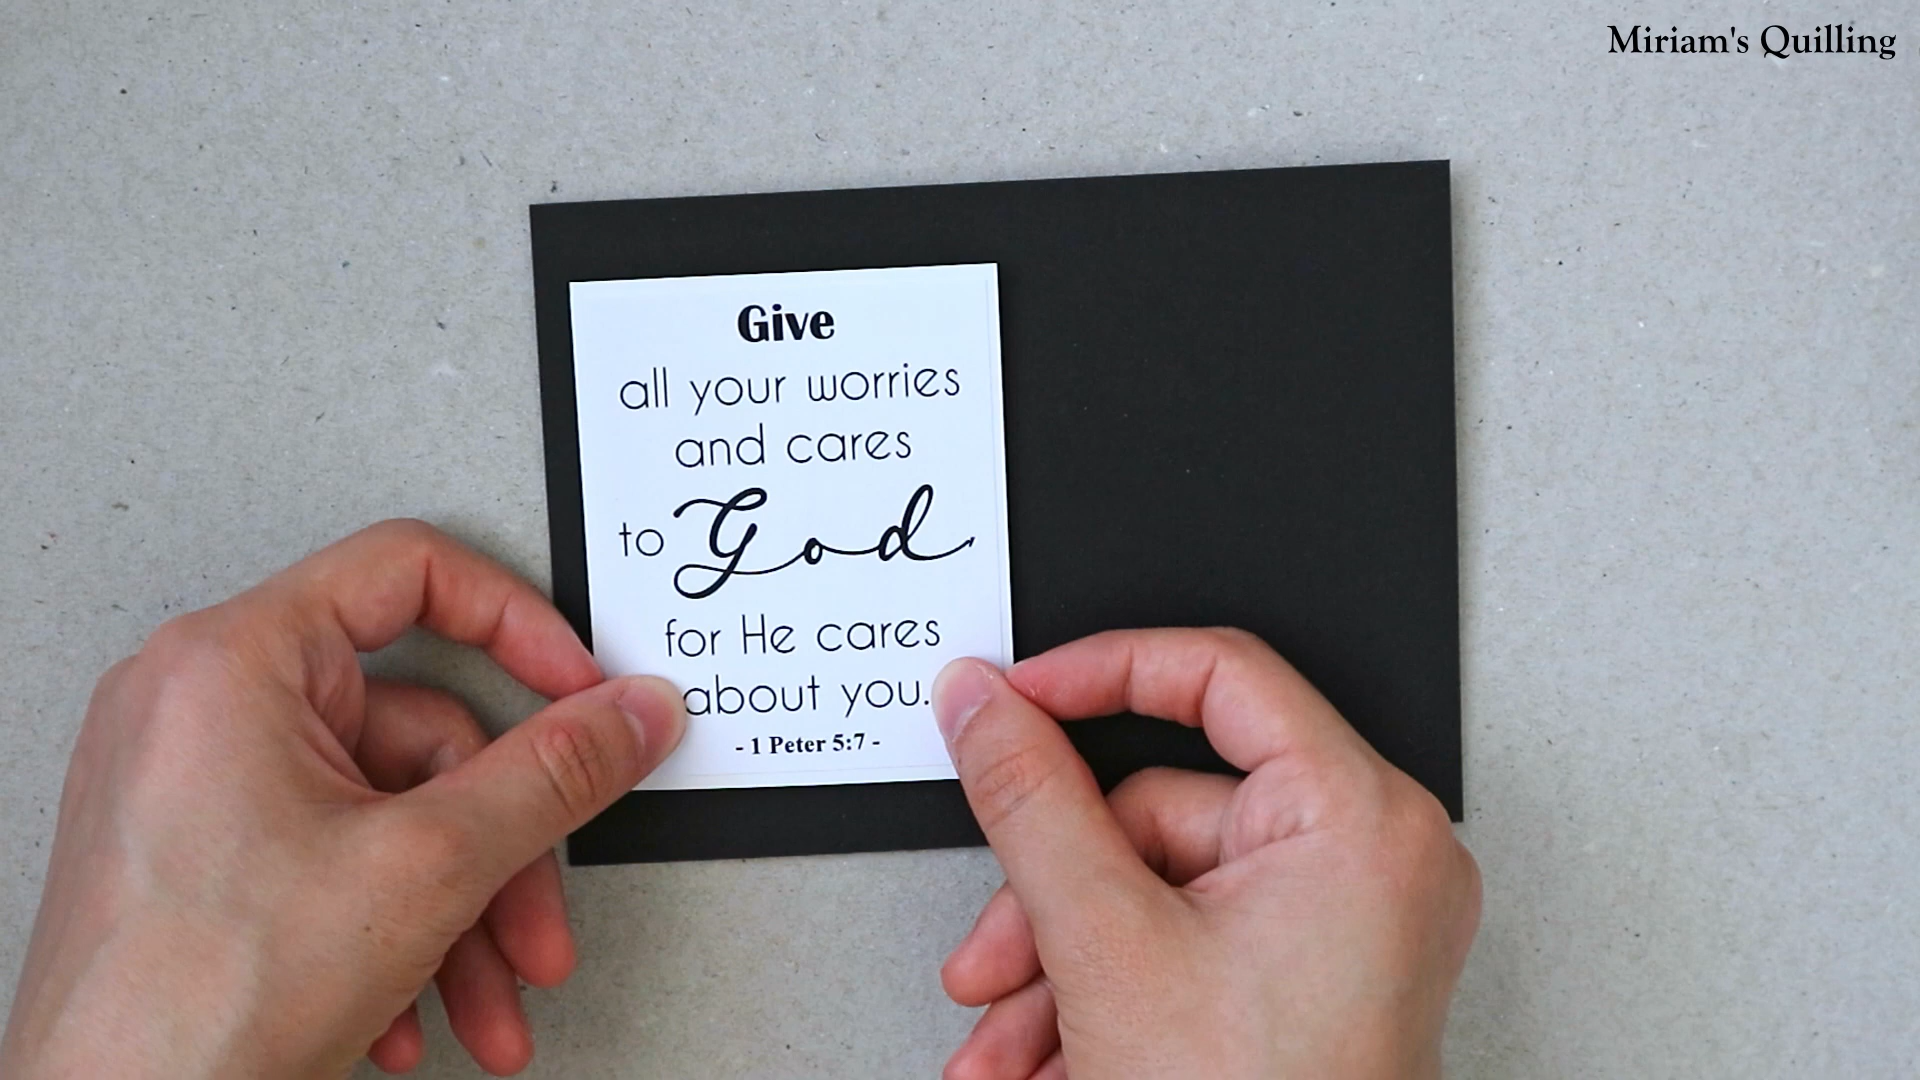 Miriam's Quilling
Give
all your worries
and cares
to God
for He cares
about you.
- 1 Peter 5:7 -